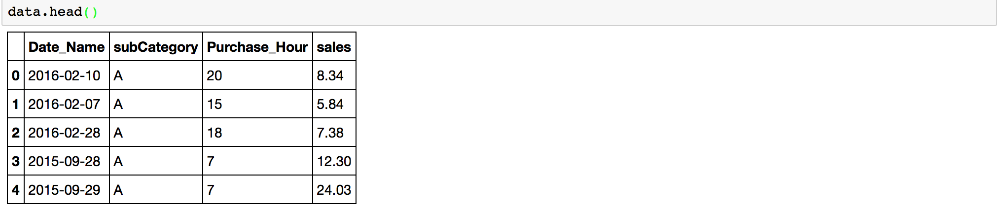 data.head()
Date_Name subCategory Purchase_Hour sales
0 2016-02-10 A 20 8.34
1 2016-02-07 A 15 5.84
2 2016-02-28 A 18 7.38
3 2015-09-28 A 7 12.30
4 2015-09-29 A 7 24.03